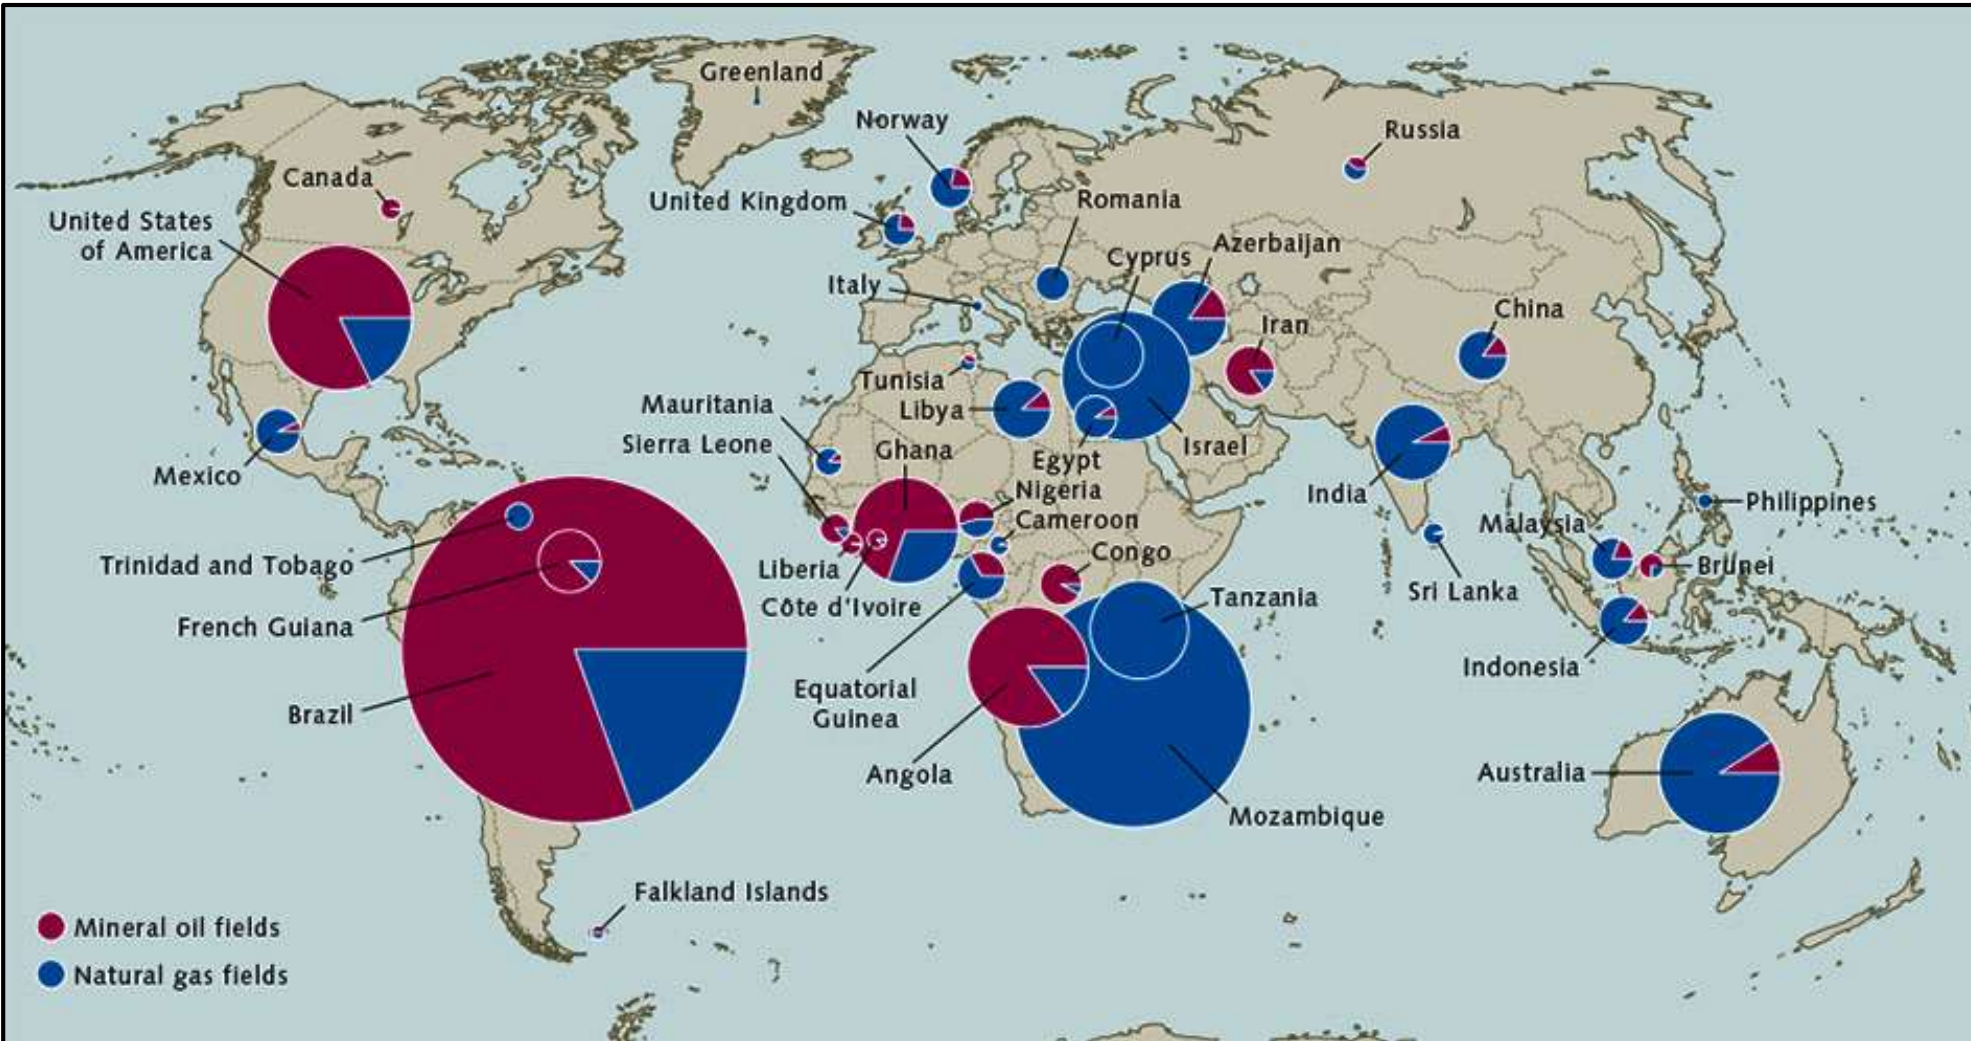 Greenland
Norway
Russia
Canada
United Kingdom
Romania
United States
of America
Azerbaijan
Cyprus
Italy
China
Iran
Tunisia
Mauritania
Libya
Sierra Leone
Ghana
Israel
Egypt
Mexico
Nigeria
India
Philippines
Cameroon
Malaysia
Congo
Trinidad and Tobago
Liberia
Brunei
Sri Lanka
Tanzania
Côte d'Ivoire
French Guiana
Indonesia
Equatorial
Guinea
Brazil
Angola
Australia
Mozambique
Falkland Islands
Mineral oil fields
Natural gas fields